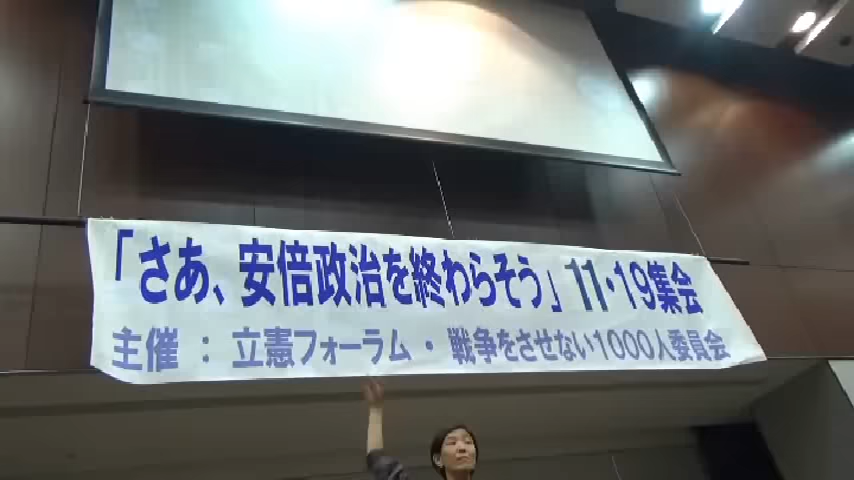 「さあ、安倍政治を終わらそう」11・19集会
主催：立憲フォーラム・戦争をさせない1000人委員会